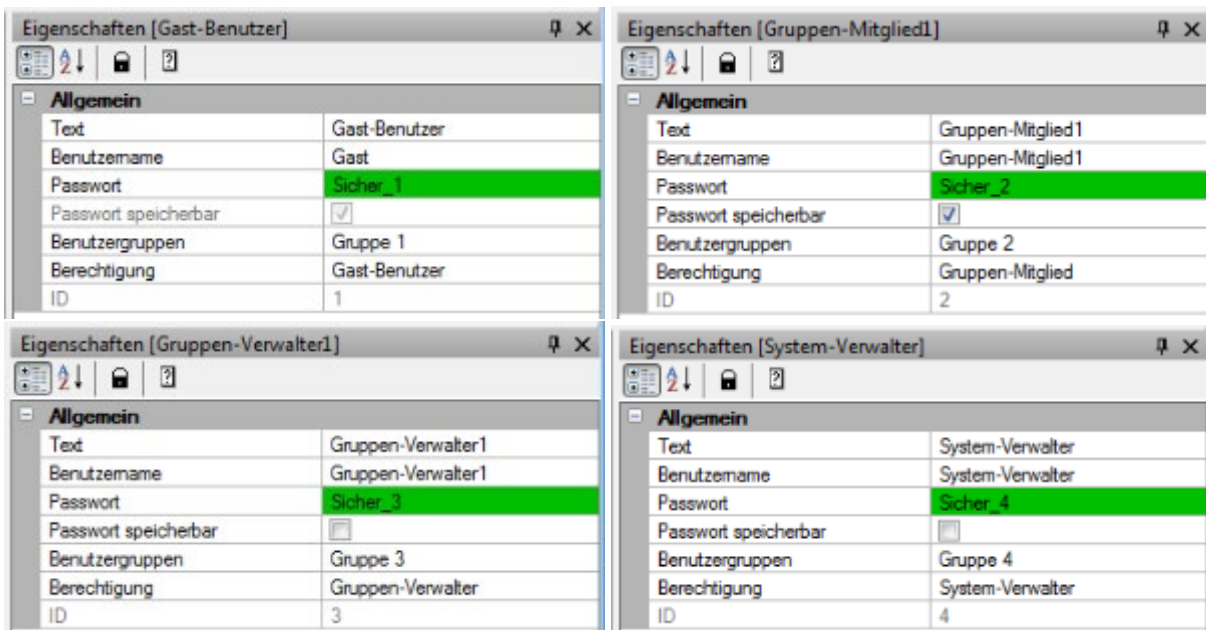 Eigenschaften [Gast-Benutzer]
Allgemein
Text Gast-Benutzer
Benutzername Gast
Passwort Sicher_1
Passwort speicherbar
Benutzergruppen Gruppe 1
Berechtigung Gast-Benutzer
ID 1
Eigenschaften [Gruppen-Mitglied1]
Allgemein
Text Gruppen-Mitglied1
Benutzername Gruppen-Mitglied1
Passwort Sicher_2
Passwort speicherbar
Benutzergruppen Gruppe 2
Berechtigung Gruppen-Mitglied
ID 2
Eigenschaften [Gruppen-Verwalter1]
Allgemein
Text Gruppen-Verwalter1
Benutzername Gruppen-Verwalter1
Passwort Sicher_3
Passwort speicherbar
Benutzergruppen Gruppe 3
Berechtigung Gruppen-Verwalter
ID 3
Eigenschaften [System-Verwalter]
Allgemein
Text System-Verwalter
Benutzername System-Verwalter
Passwort Sicher_4
Passwort speicherbar
Benutzergruppen Gruppe 4
Berechtigung System-Verwalter
ID 4